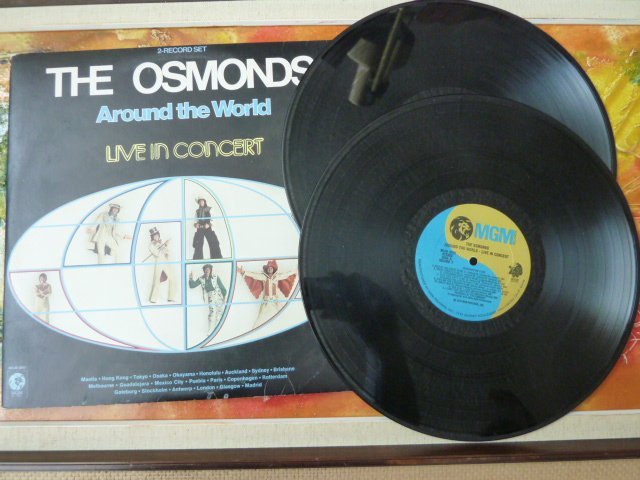 2-RECORD SET
THE OSMONDS
Around the World
LIVE IN CONCERT
Manila • Hong Kong • Tokyo • Osaka • Okayama • Honolulu • Auckland • Sydney • Brisbane
Melbourne • Guadalajara • Mexico City • Puebla • Paris • Copenhagen • Rotterdam
Goteborg • Stockholm • Antwerp • London • Glasgow • Madrid
MGM
THE OSMONDS
AROUND THE WORLD - LIVE IN CONCERT